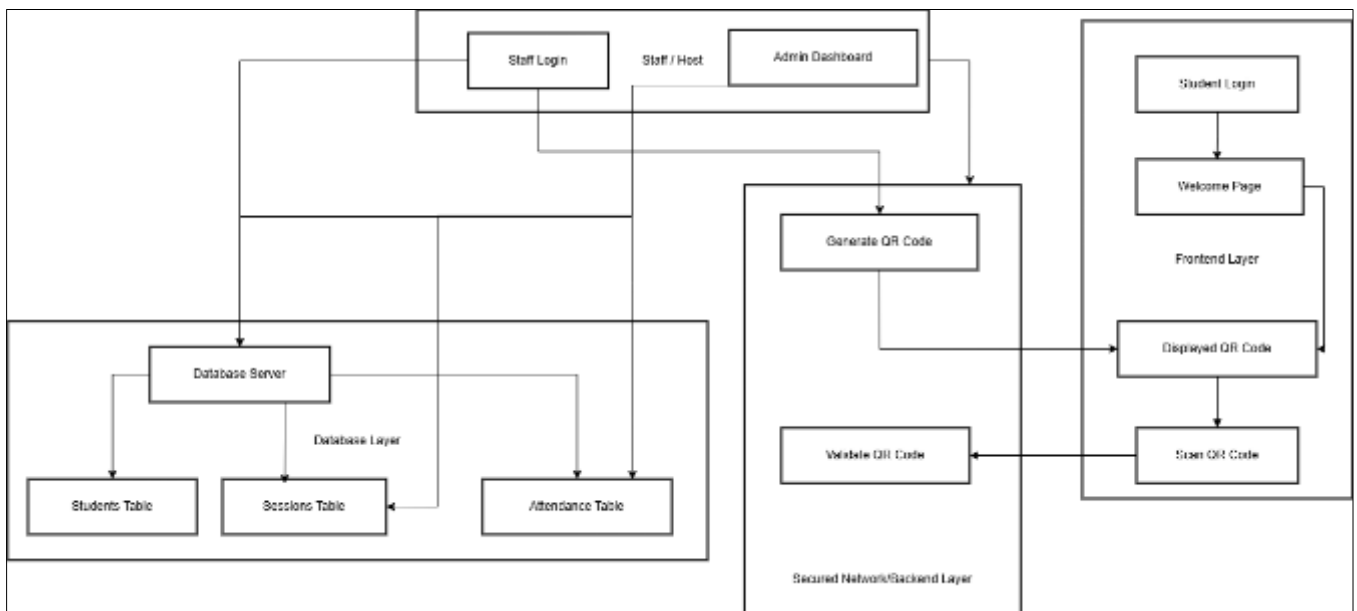 Staff Login
Staff / Host
Admin Dashboard
Student Login
Welcome Page
Generate QR Code
Frontend Layer
Displayed QR Code
Database Server
Database Layer
Validate QR Code
Scan QR Code
Students Table
Sessions Table
Attendance Table
Secured Network/Backend Layer